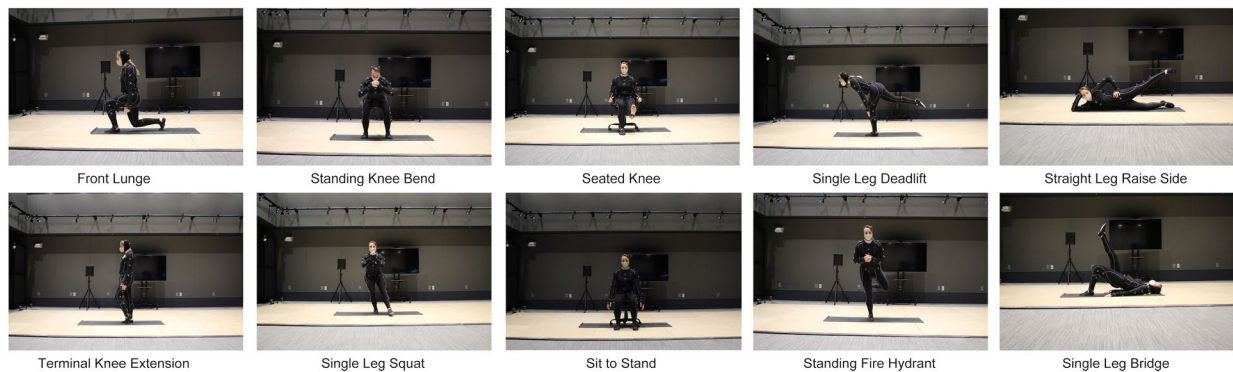 Front Lunge
Standing Knee Bend
Seated Knee
Single Leg Deadlift
Straight Leg Raise Side
Terminal Knee Extension
Single Leg Squat
Sit to Stand
Standing Fire Hydrant
Single Leg Bridge